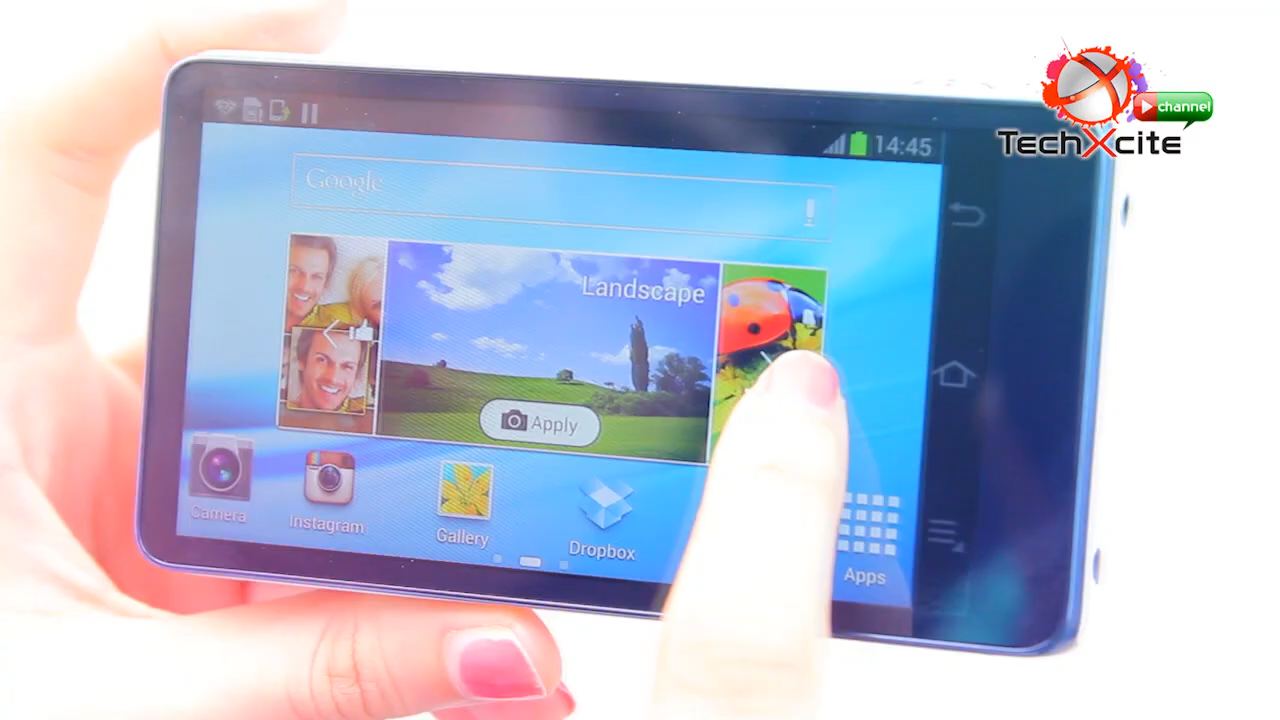 channel
TechXcite
14:45
Google
Landscape
Apply
Camera
Instagram
Gallery
Dropbox
Apps